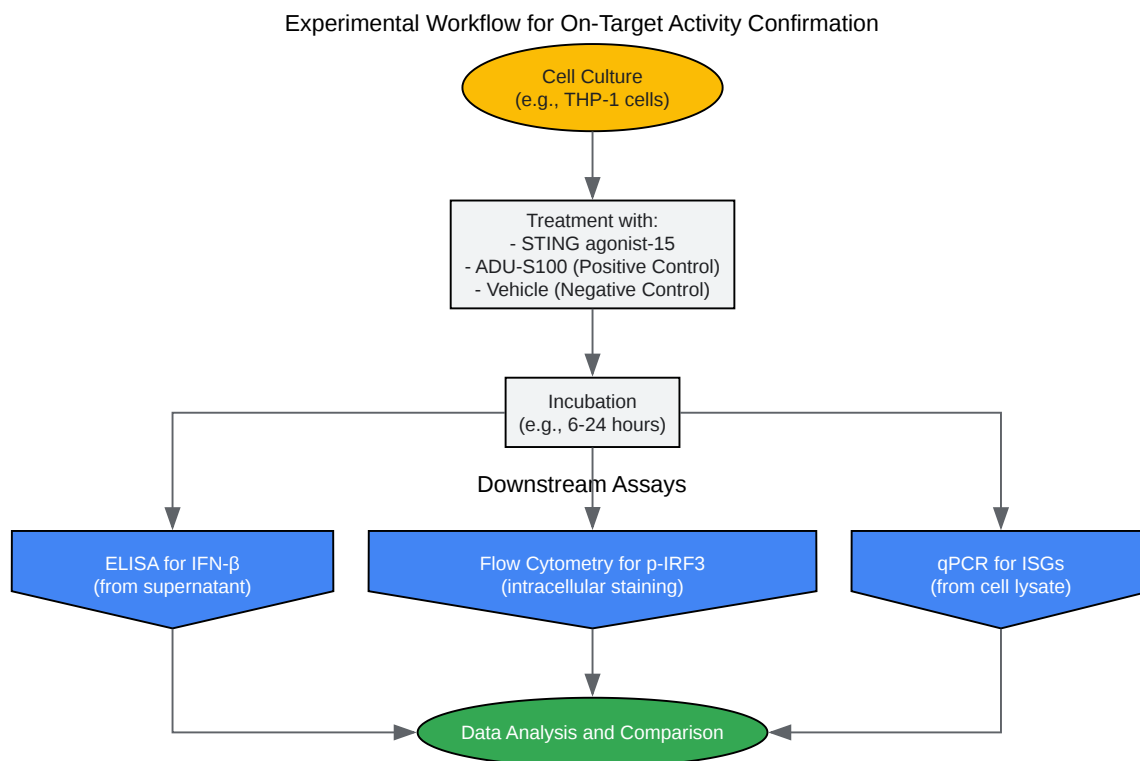 Experimental Workflow for On-Target Activity Confirmation
Cell Culture
(e.g., THP-1 cells)
Treatment with:
- STING agonist-15
- ADU-S100 (Positive Control)
- Vehicle (Negative Control)
Incubation
(e.g., 6-24 hours)
Downstream Assays
ELISA for IFN-β
(from supernatant)
Flow Cytometry for p-IRF3
(intracellular staining)
qPCR for ISGs
(from cell lysate)
Data Analysis and Comparison